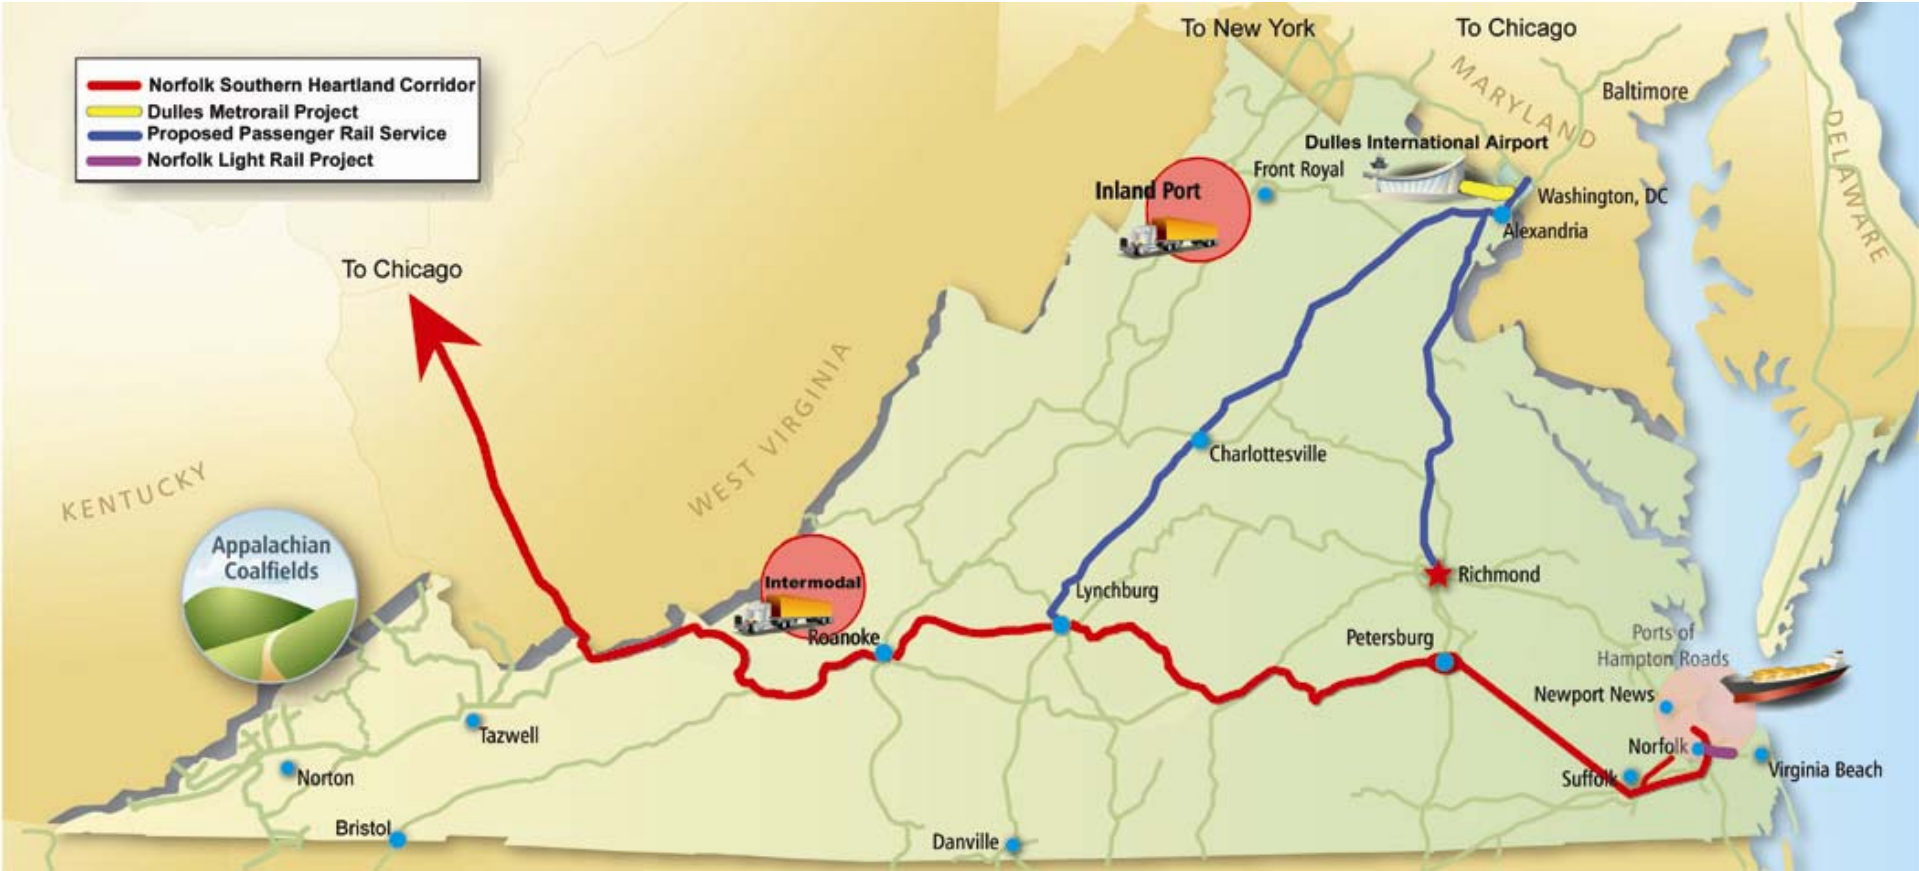 To New York
To Chicago
Norfolk Southern Heartland Corridor
Dulles Metrorail Project
Proposed Passenger Rail Service
Norfolk Light Rail Project
MARYLAND
Baltimore
DELAWARE
Dulles International Airport
Front Royal
Inland Port
Washington, DC
Alexandria
To Chicago
WEST VIRGINIA
KENTUCKY
Charlottesville
Appalachian
Coalfields
Intermodal
Lynchburg
Richmond
Roanoke
Petersburg
Ports of
Hampton Roads
Newport News
Tazwell
Norfolk
Norton
Suffolk
Virginia Beach
Bristol
Danville